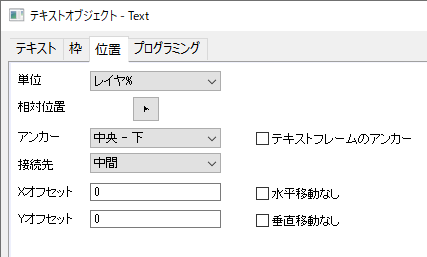 テキストオブジェクト - Text
テキスト 枠 位置 プログラミング
単位 レイヤ%
相対位置
アンカー 中央 - 下 テキストフレームのアンカー
接続先 中間
Xオフセット 0 水平移動なし
Yオフセット 0 垂直移動なし